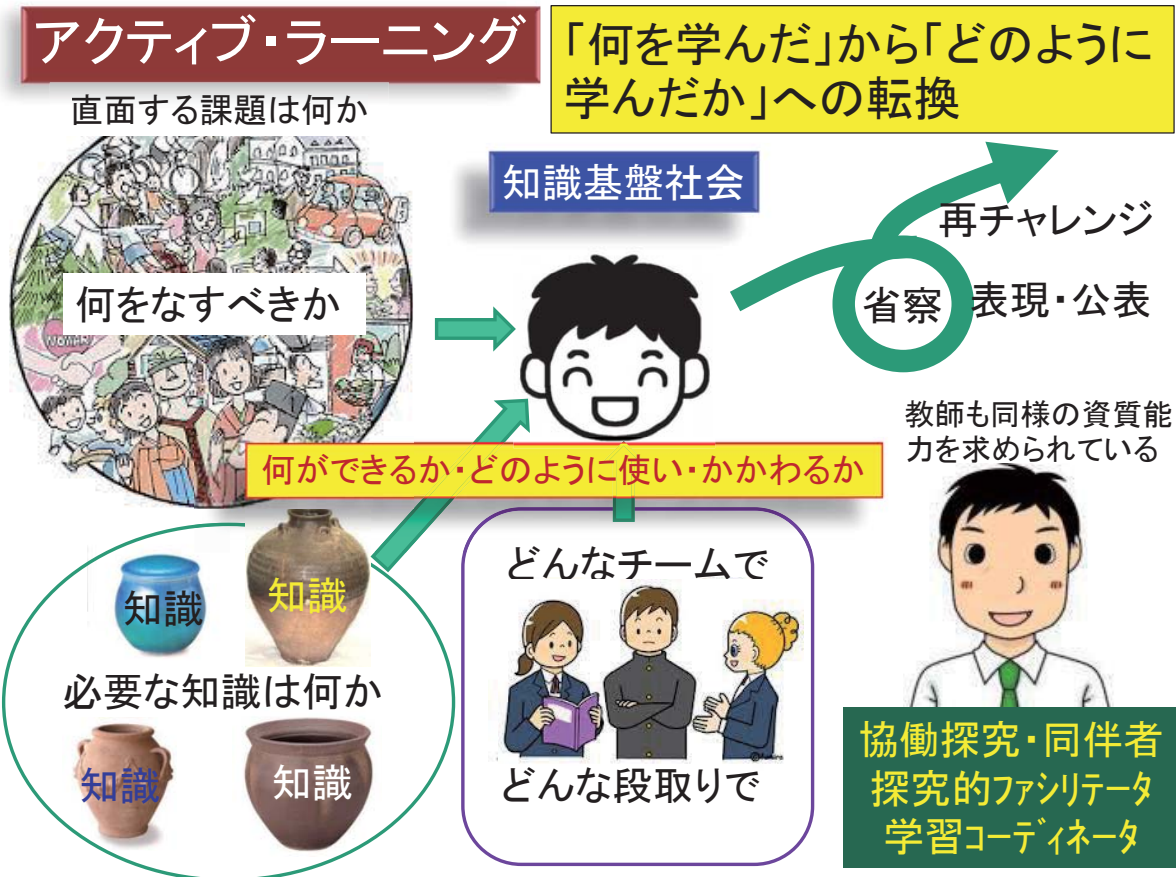 アクティブ・ラーニング
「何を学んだ」から「どのように
学んだか」への転換
直面する課題は何か
知識基盤社会
何をなすべきか
再チャレンジ
省察
表現・公表
教師も同様の資質能
力を求められている
何ができるか・どのように使い・かかわるか
知識
知識
必要な知識は何か
知識
知識
どんなチームで
どんな段取りで
協働探究・同伴者
探究的ファシリテータ
学習コーディネータ